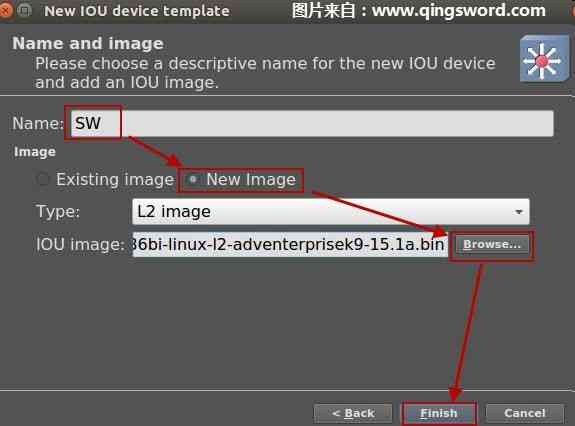 New IOU device template
图片来自：www.qingsword.com
Name and image
Please choose a descriptive name for the new IOU device
and add an IOU image.
Name: SW
Image
Existing image New Image
Type: L2 image
IOU image: 86bi-linux-l2-adventerprisek9-15.1a.bin Browse...
< Back Finish Cancel